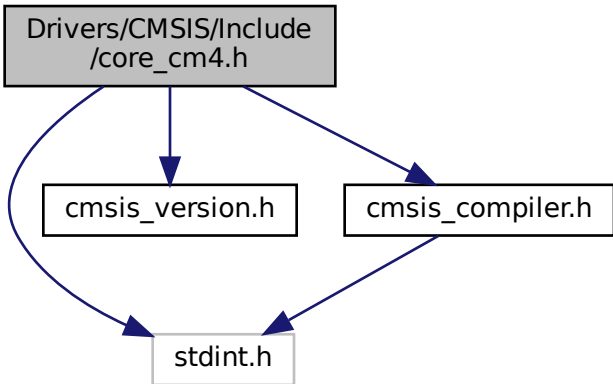 Drivers/CMSIS/Include
/core_cm4.h
cmsis_version.h
cmsis_compiler.h
stdint.h